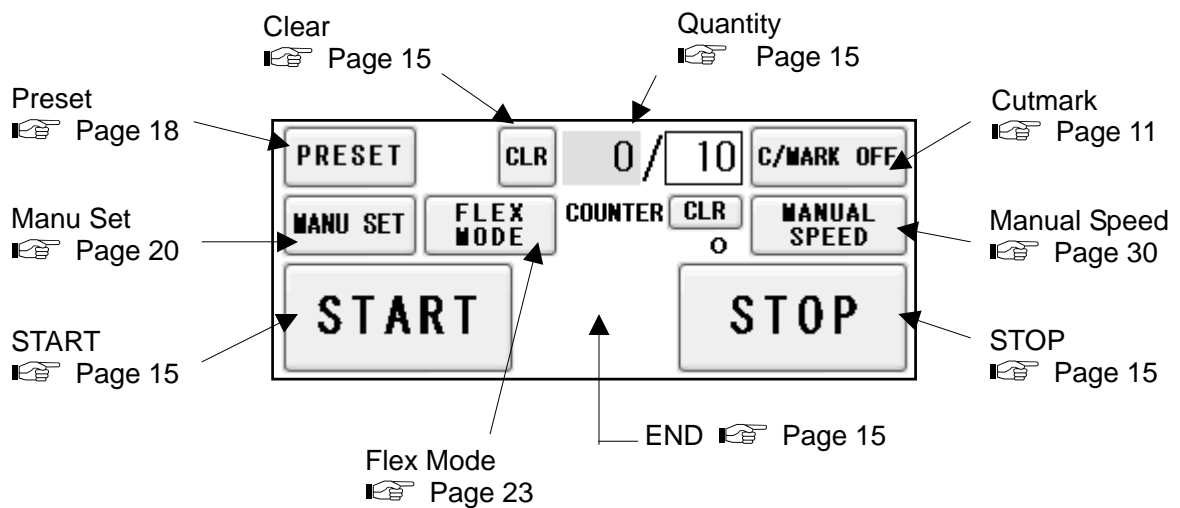 Clear
☞ Page 15
Quantity
☞ Page 15
Preset
☞ Page 18
Cutmark
☞ Page 11
PRESET
CLR
0/10
C/MARK OFF
Manu Set
☞ Page 20
MANU SET
FLEX
MODE
COUNTER
CLR
0
MANUAL
SPEED
Manual Speed
☞ Page 30
START
☞ Page 15
START
STOP
STOP
☞ Page 15
END ☞ Page 15
Flex Mode
☞ Page 23